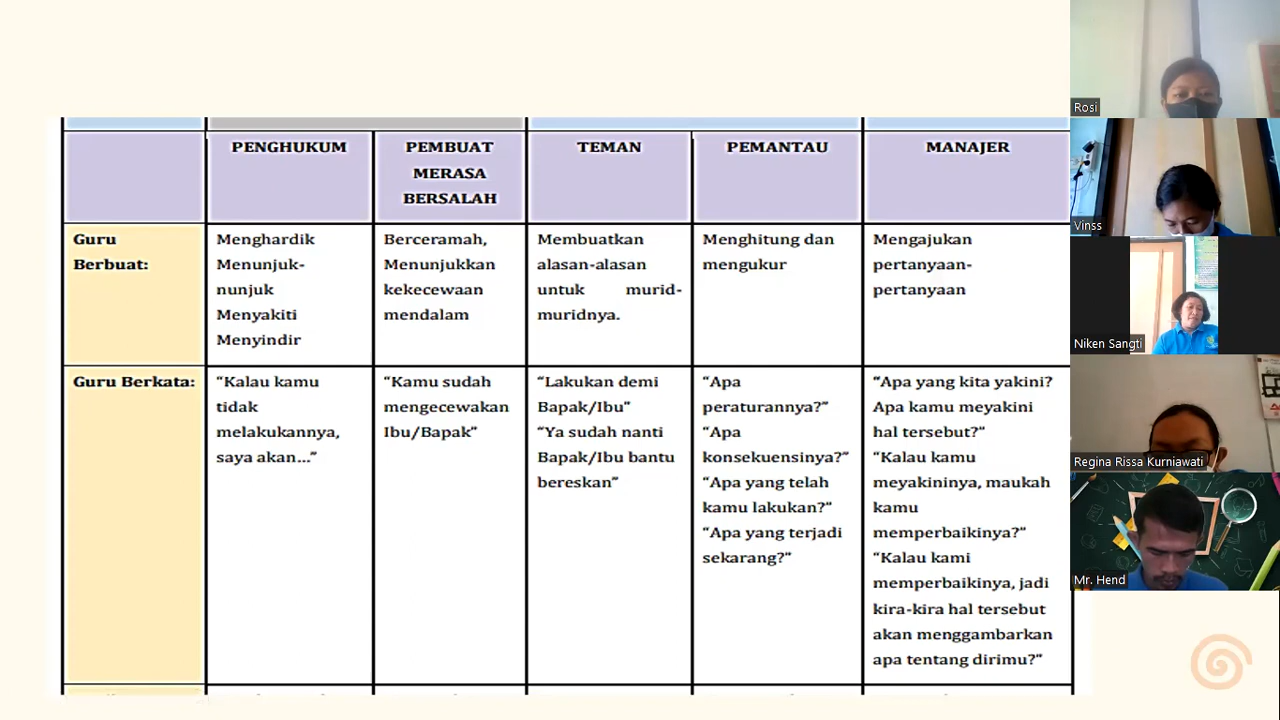 PENGHUKUM
PEMBUAT
MERASA
BERSALAH
TEMAN
PEMANTAU
MANAJER
Guru
Berbuat:
Menghardik
Menunjuk-
nunjuk
Menyakiti
Menyindir
Berceramah,
Menunjukkan
kekecewaan
mendalam
Membuatkan
alasan-alasan
untuk murid-
muridnya.
Menghitung dan
mengukur
Mengajukan
pertanyaan-
pertanyaan
Guru Berkata:
“Kalau kamu
tidak
melakukannya,
saya akan...”
“Kamu sudah
mengecewakan
Ibu/Bapak”
“Lakukan demi
Bapak/Ibu”
“Ya sudah nanti
Bapak/Ibu bantu
bereskan”
“Apa
peraturannya?”
“Apa
konsekuensinya?”
“Apa yang telah
kamu lakukan?”
“Apa yang terjadi
sekarang?”
“Apa yang kita yakini?
Apa kamu meyakini
hal tersebut?”
“Kalau kamu
meyakininya, maukah
kamu
memperbaikinya?”
“Kalau kami
memperbaikinya, jadi
kira-kira hal tersebut
akan menggambarkan
apa tentang dirimu?”
Rosi
Vinss
Niken Sangti
Regina Rissa Kurniawati
Mr. Hend